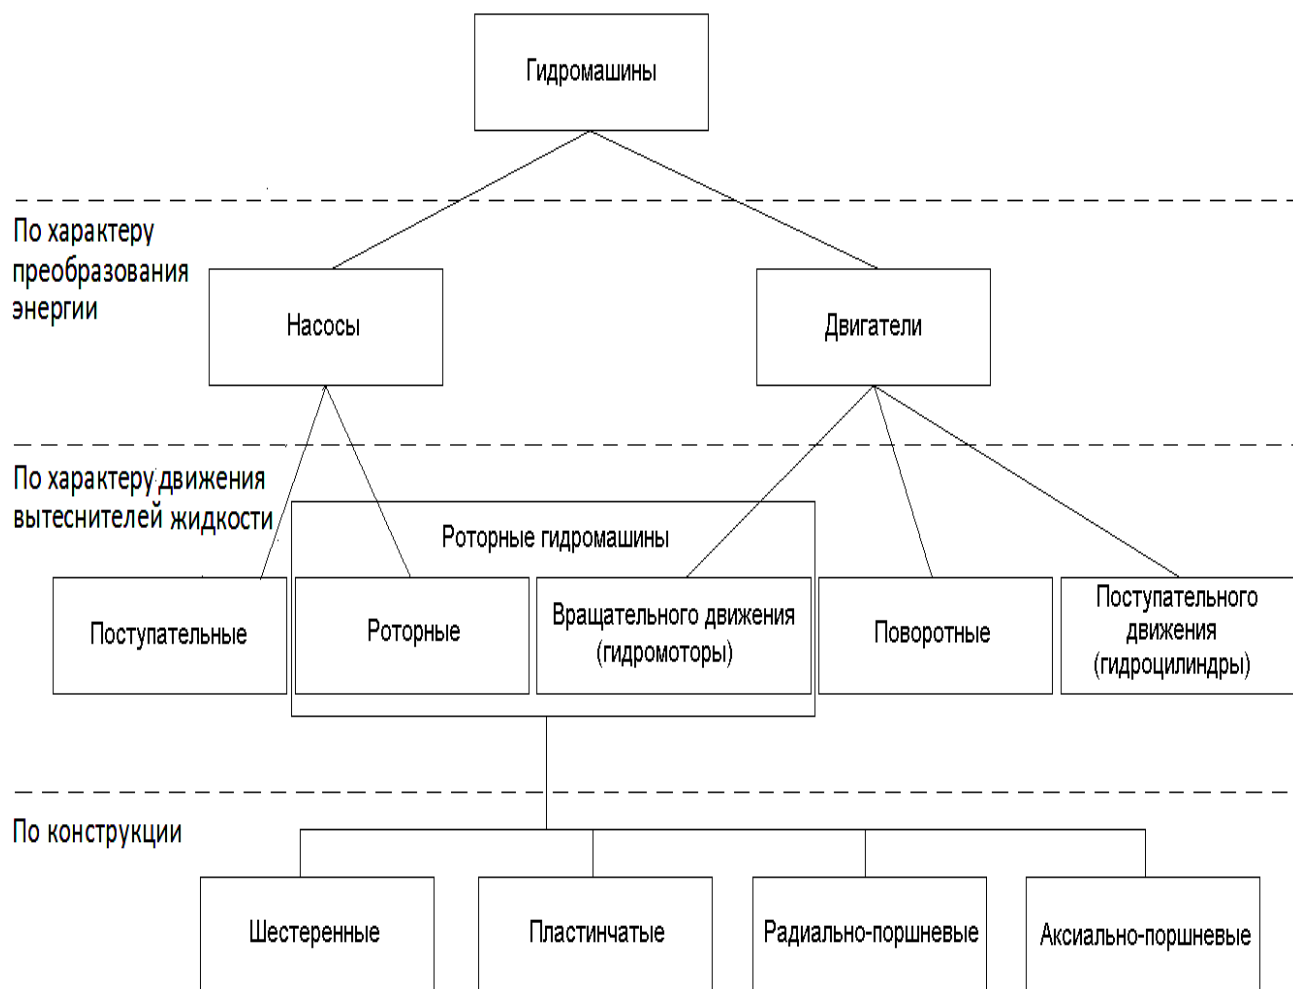 Гидромашины
По характеру
преобразования
энергии
Насосы
Двигатели
По характеру движения
вытеснителей жидкости
Роторные гидромашины
Поступательные
Роторные
Вращательного движения
(гидромоторы)
Поворотные
Поступательного
движения
(гидроцилиндры)
По конструкции
Шестеренные
Пластинчатые
Радиально-поршневые
Аксиально-поршневые